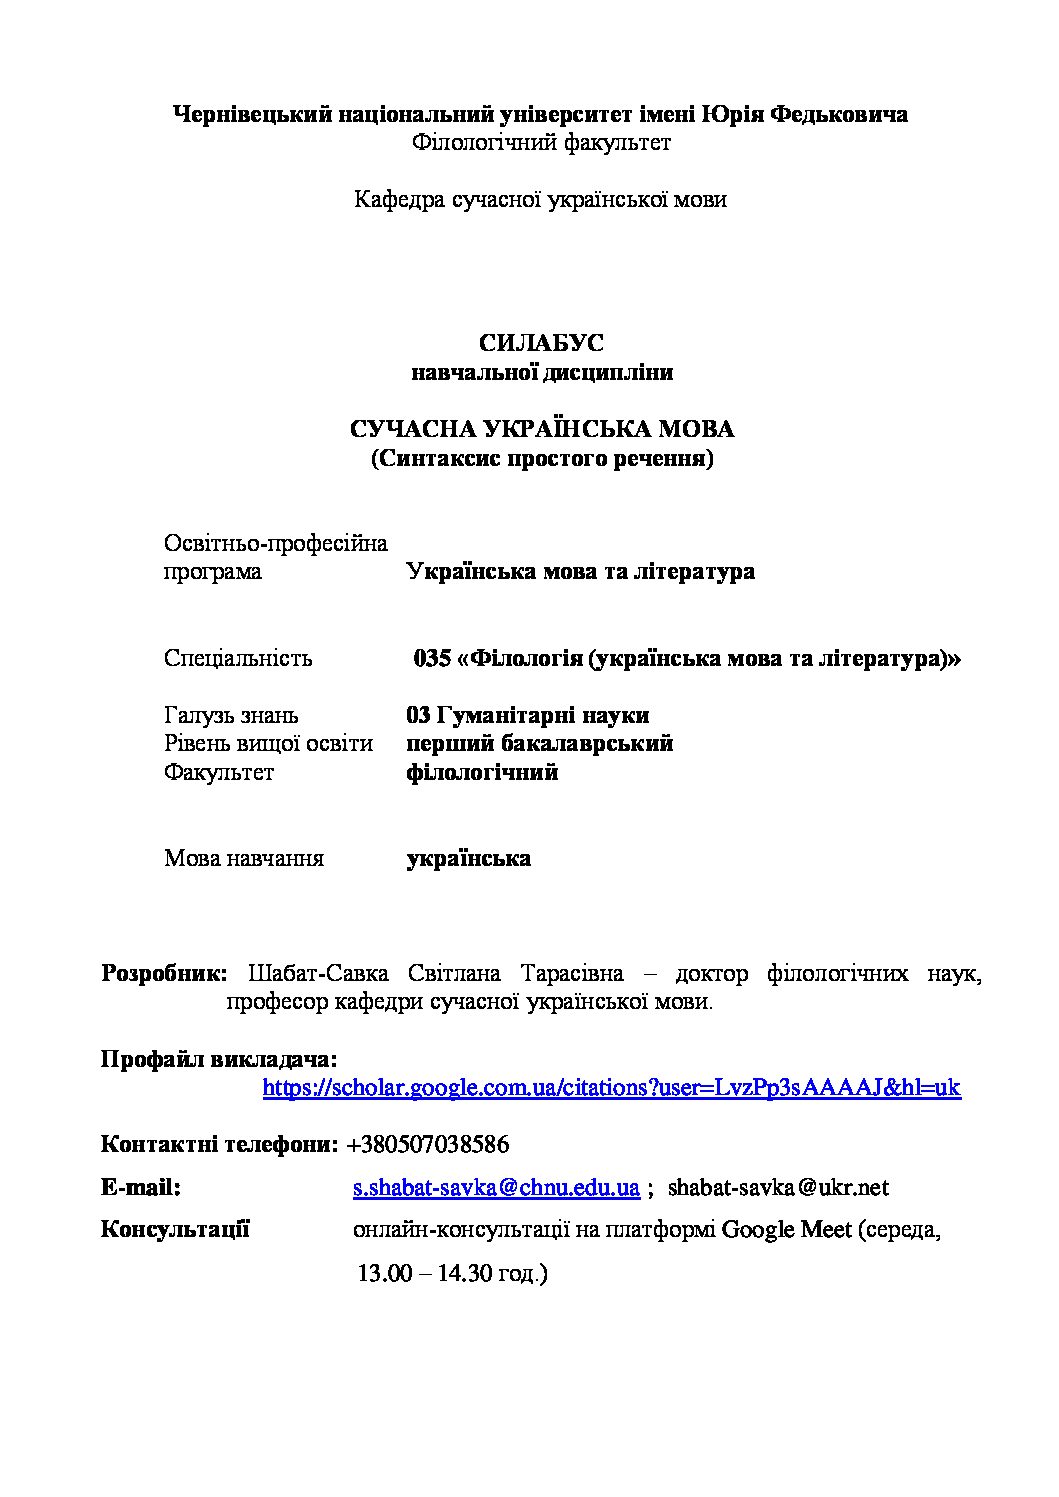 Чернівецький національний університет імені Юрія Федьковича
Філологічний факультет
Кафедра сучасної української мови
СИЛАБУС
навчальної дисципліни
СУЧАСНА УКРАЇНСЬКА МОВА
(Синтаксис простого речення)
Освітньо-професійна
програма Українська мова та література
Спеціальність 035 «Філологія (українська мова та література)»
Галузь знань 03 Гуманітарні науки
Рівень вищої освіти перший бакалаврський
Факультет філологічний
Мова навчання українська
Розробник: Шабат-Савка Світлана Тарасівна – доктор філологічних наук,
професор кафедри сучасної української мови.
Профайл викладача:
https://scholar.google.com.ua/citations?user=LvzPp3sAAAAJ&hl=uk
Контактні телефони: +380507038586
E-mail: s.shabat-savka@chnu.edu.ua ; shabat-savka@ukr.net
Консультації онлайн-консультації на платформі Google Meet (середа,
13.00 – 14.30 год.)